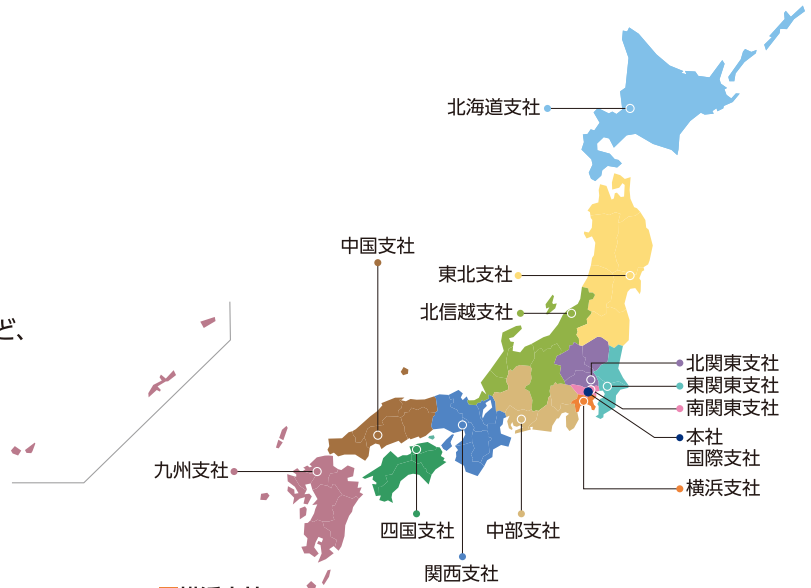 北海道支社
中国支社
東北支社
北信越支社
ど、
北関東支社
東関東支社
南関東支社
本社
国際支社
九州支社
横浜支社
四国支社
中部支社
関西支社